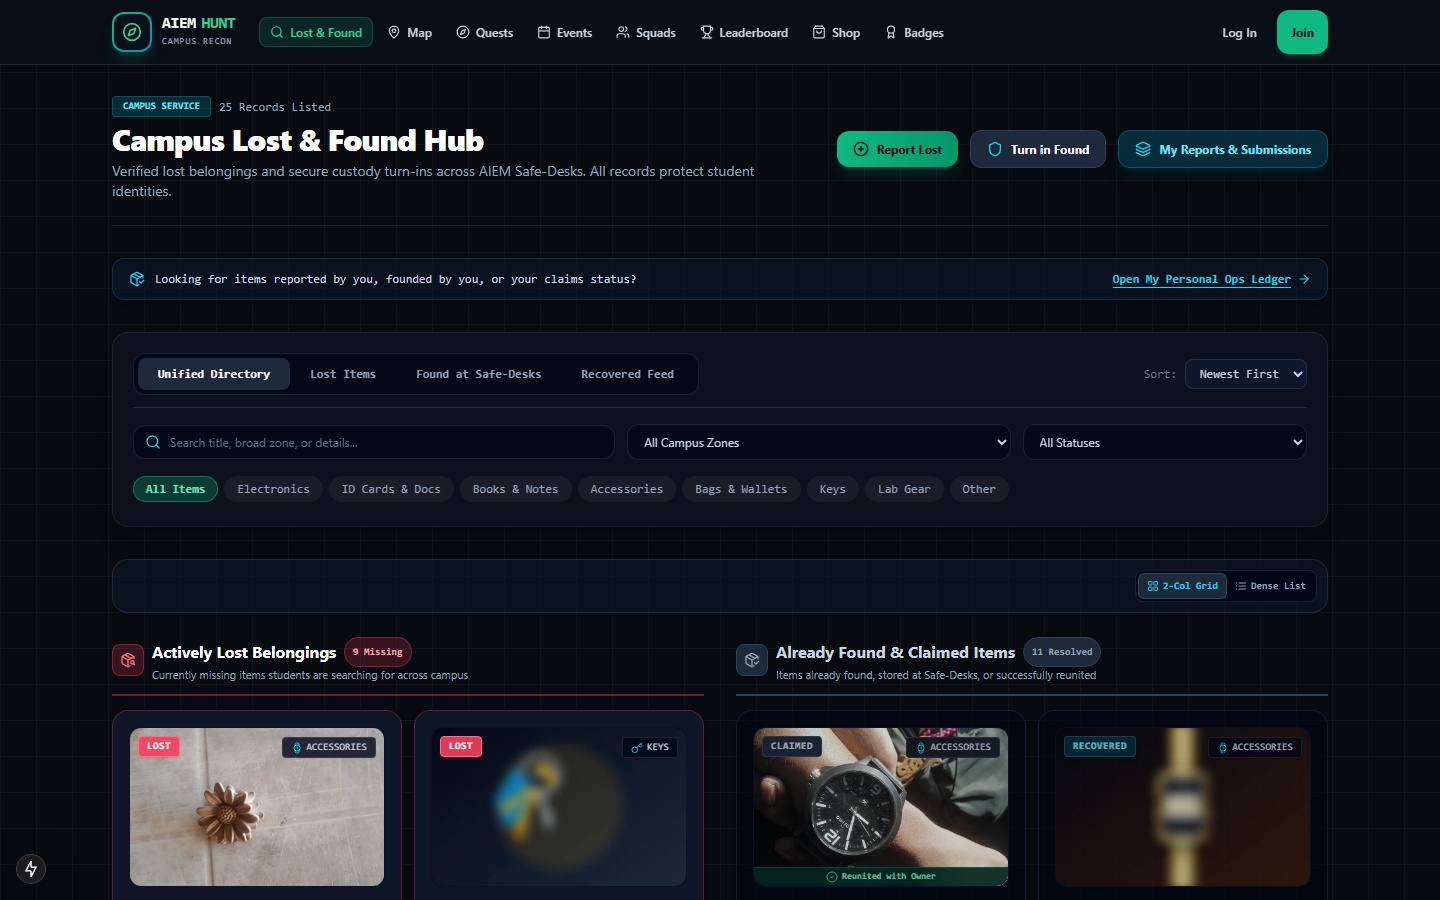 AIEM HUNT
CAMPUS RECON
Lost & Found
Map
Quests
Events
Squads
Leaderboard
Shop
Badges
Log In
Join
CAMPUS SERVICE
25 Records Listed
Campus Lost & Found Hub
Verified lost belongings and secure custody turn-ins across AIEM Safe-Desks. All records protect student
identities.
Report Lost
Turn in Found
My Reports & Submissions
Looking for items reported by you, founded by you, or your claims status?
Open My Personal Ops Ledger
Unified Directory
Lost Items
Found at Safe-Desks
Recovered Feed
Sort:
Newest First
Search title, broad zone, or details...
All Campus Zones
All Statuses
All Items
Electronics
ID Cards & Docs
Books & Notes
Accessories
Bags & Wallets
Keys
Lab Gear
Other
2-Col Grid
Dense List
Actively Lost Belongings
9 Missing
Currently missing items students are searching for across campus
Already Found & Claimed Items
11 Resolved
Items already found, stored at Safe-Desks, or successfully reunited
LOST
ACCESSORIES
LOST
KEYS
CLAIMED
ACCESSORIES
Reunited with Owner
RECOVERED
ACCESSORIES